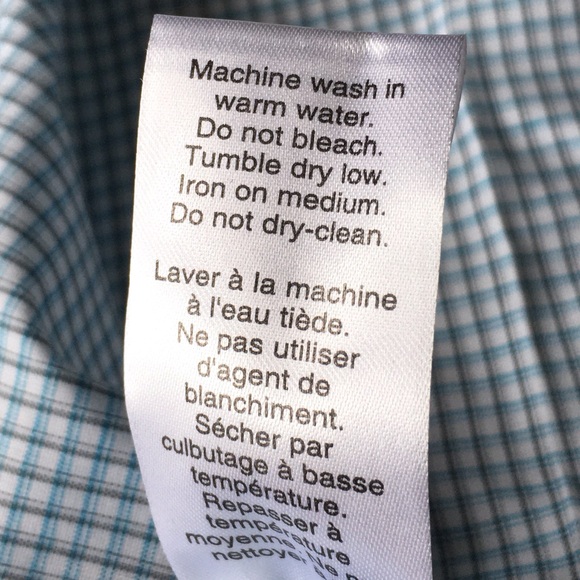 Machine wash in
warm water.
Do not bleach.
Tumble dry low.
Iron on medium.
Do not dry-clean.
Laver à la machine
à l'eau tiède.
Ne pas utiliser
d'agent de
blanchiment.
Sécher par
culbutage à basse
température.
Repasser à
température
moyenne. Ne